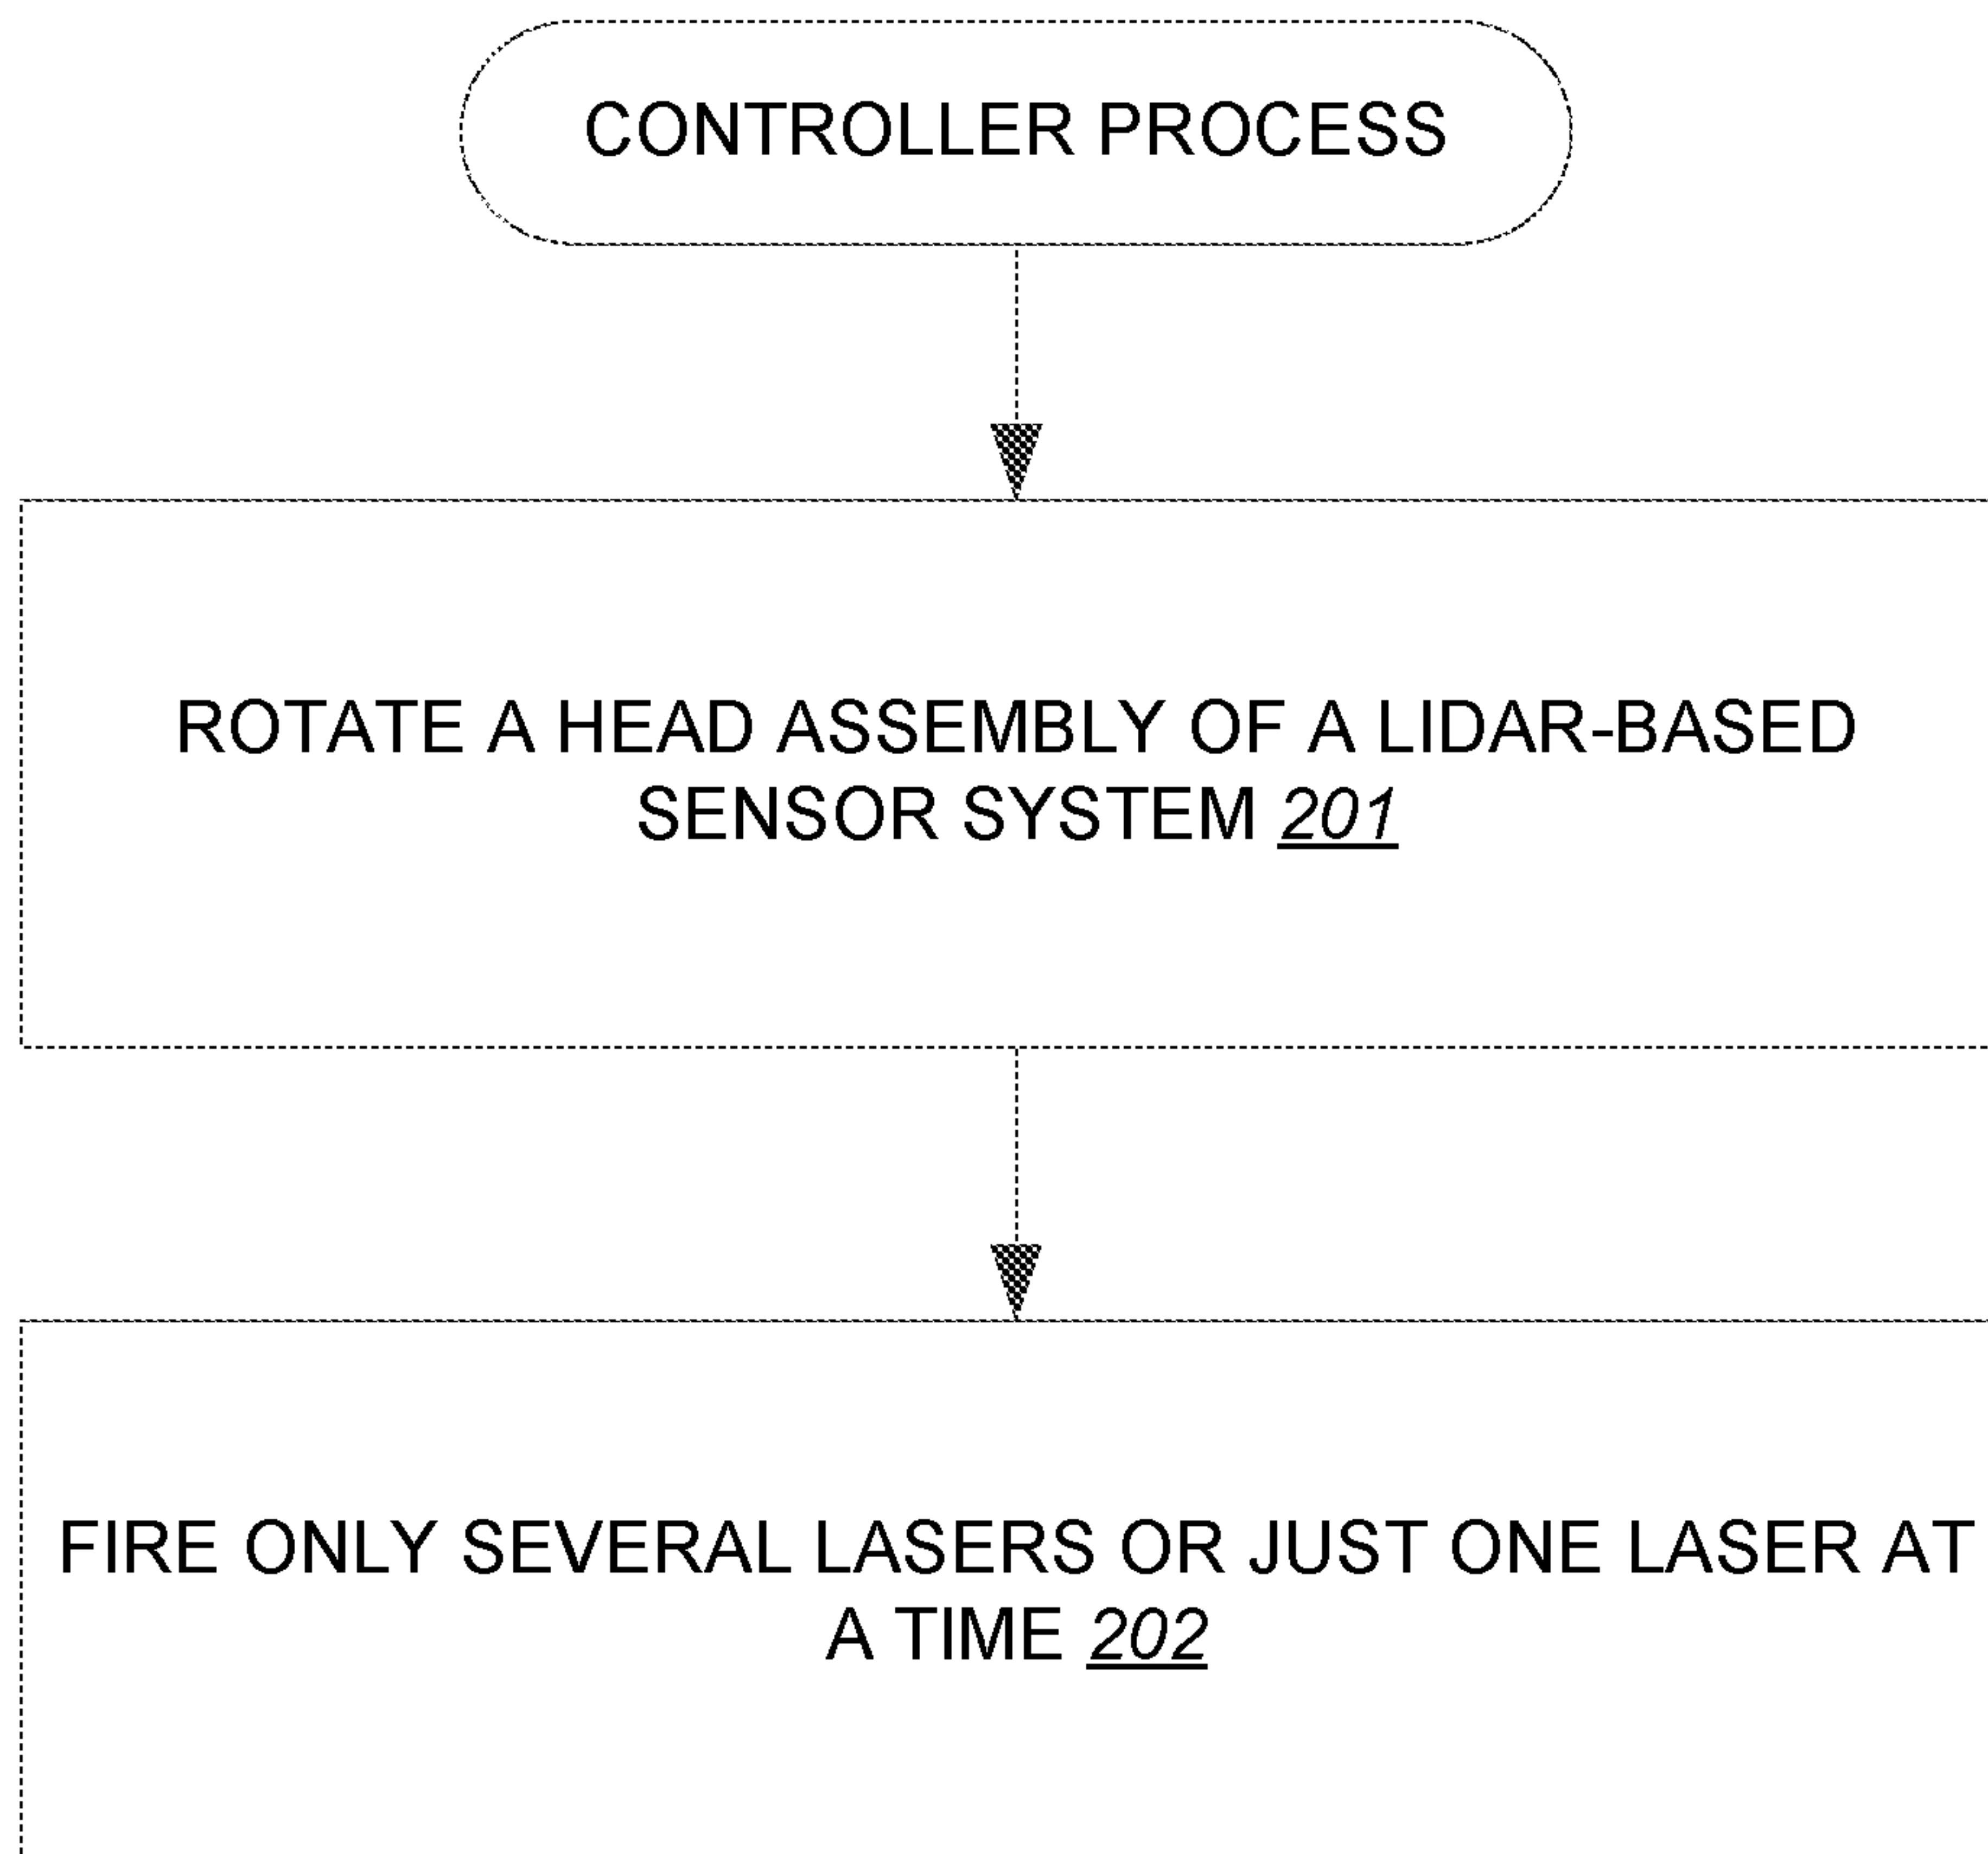 CONTROLLER PROCESS
ROTATE A HEAD ASSEMBLY OF A LIDAR-BASED
SENSOR SYSTEM 201
FIRE ONLY SEVERAL LASERS OR JUST ONE LASER AT
A TIME 202